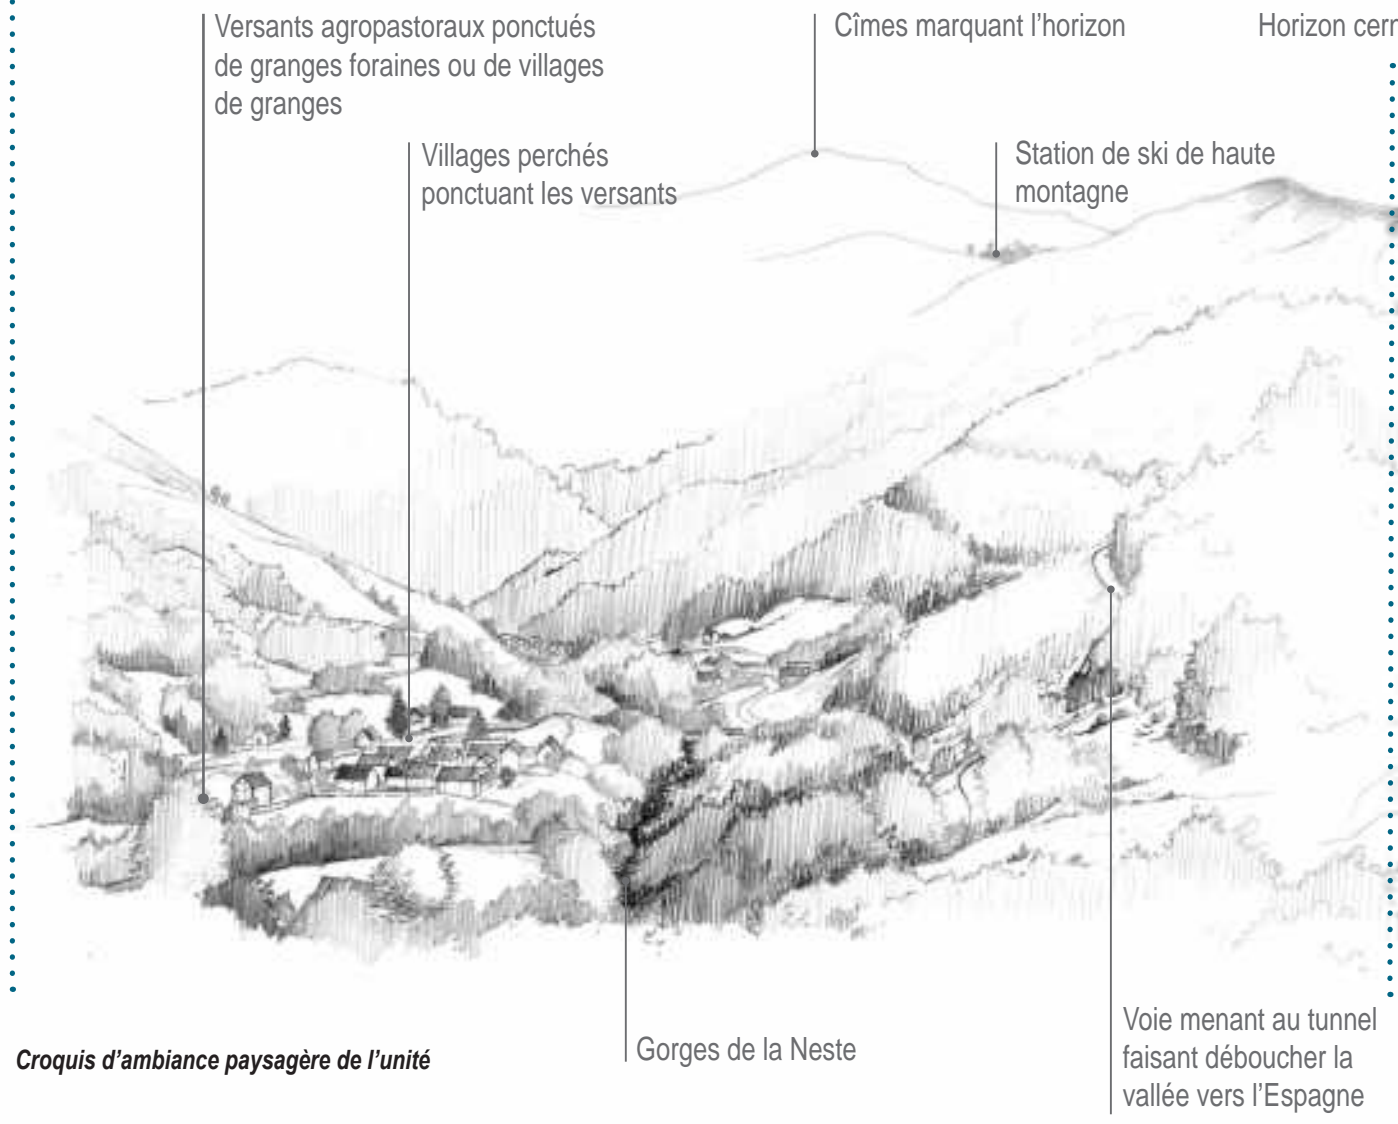 Versants agropastoraux ponctués
de granges foraines ou de villages
de granges
Cîmes marquant l'horizon
Horizon
Villages perchés
ponctuant les versants
Station de ski de haute
montagne
Gorges de la Neste
Voie menant au tunnel
faisant déboucher la
vallée vers l'Espagne
Croquis d'ambiance paysagère de l'unité